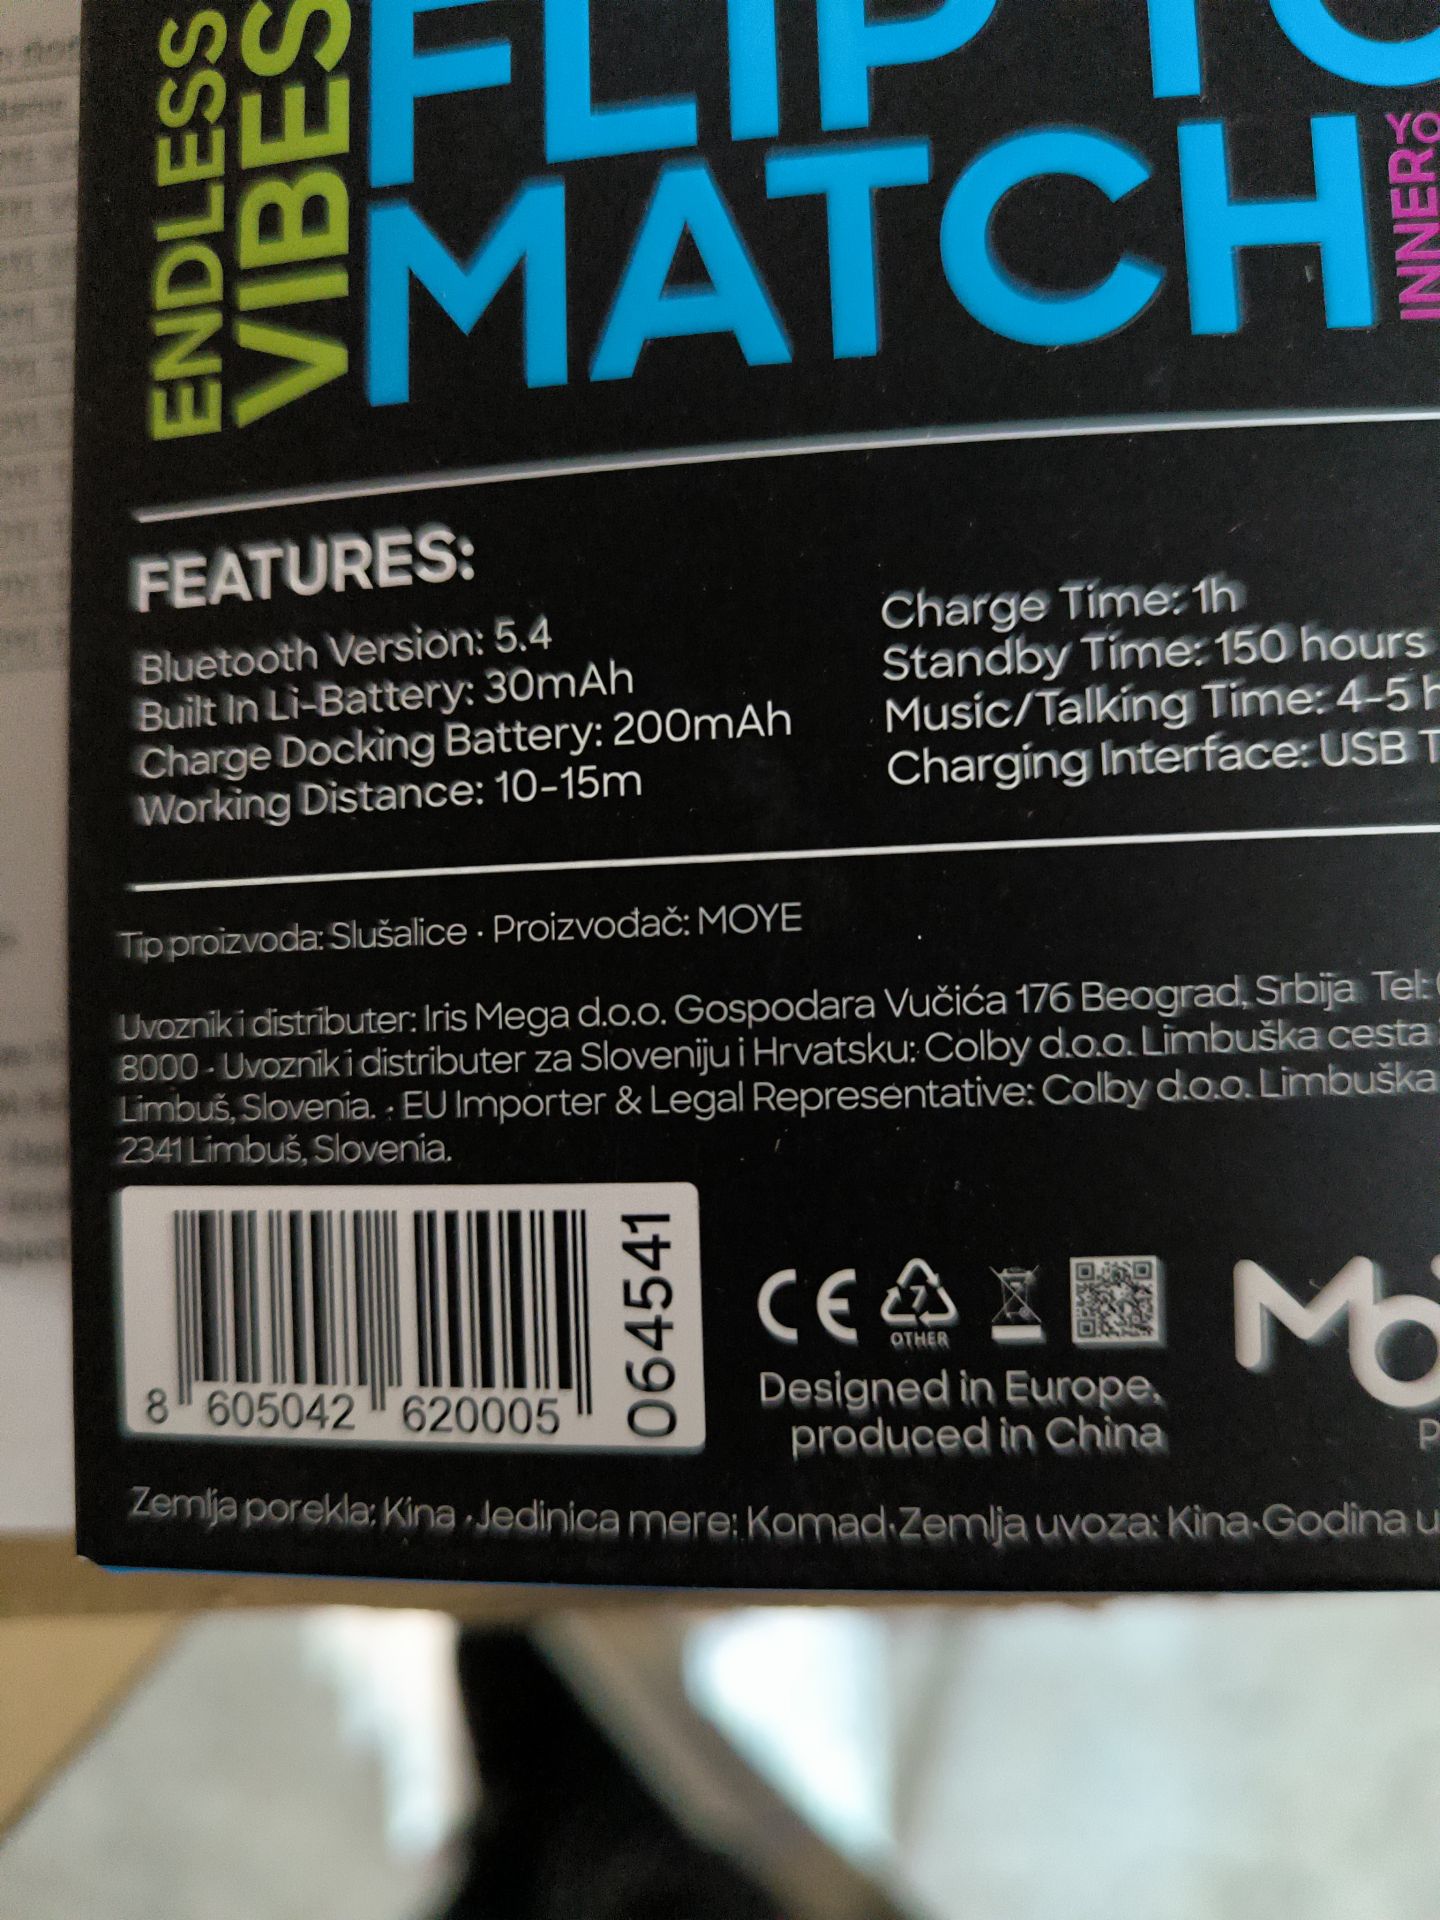 ENDLESS
VIBES
FLIP TO
MATCH
YO
INNER
FEATURES:
Bluetooth Version: 5.4
Built In Li-Battery: 30mAh
Charge Docking Battery: 200mAh
Working Distance: 10-15m
Charge Time: 1h
Standby Time: 150 hours
Music/Talking Time: 4-5 h
Charging Interface: USB T
Tip proizvoda: Slušalice · Proizvođač: MOYE
Uvoznik i distributer: Iris Mega d.o.o. Gospodara Vučića 176 Beograd, Srbija Tel:
8000 · Uvoznik i distributer za Sloveniju i Hrvatsku: Colby d.o.o. Limbuška cesta
Limbuš, Slovenia. · EU Importer & Legal Representative: Colby d.o.o. Limbuška
2341 Limbuš, Slovenia.
8 605042 620005
064541
CE
7
OTHER
Designed in Europe,
produced in China
Zemlja porekla: Kina · Jedinica mere: Komad · Zemlja uvoza: Kina · Godina u